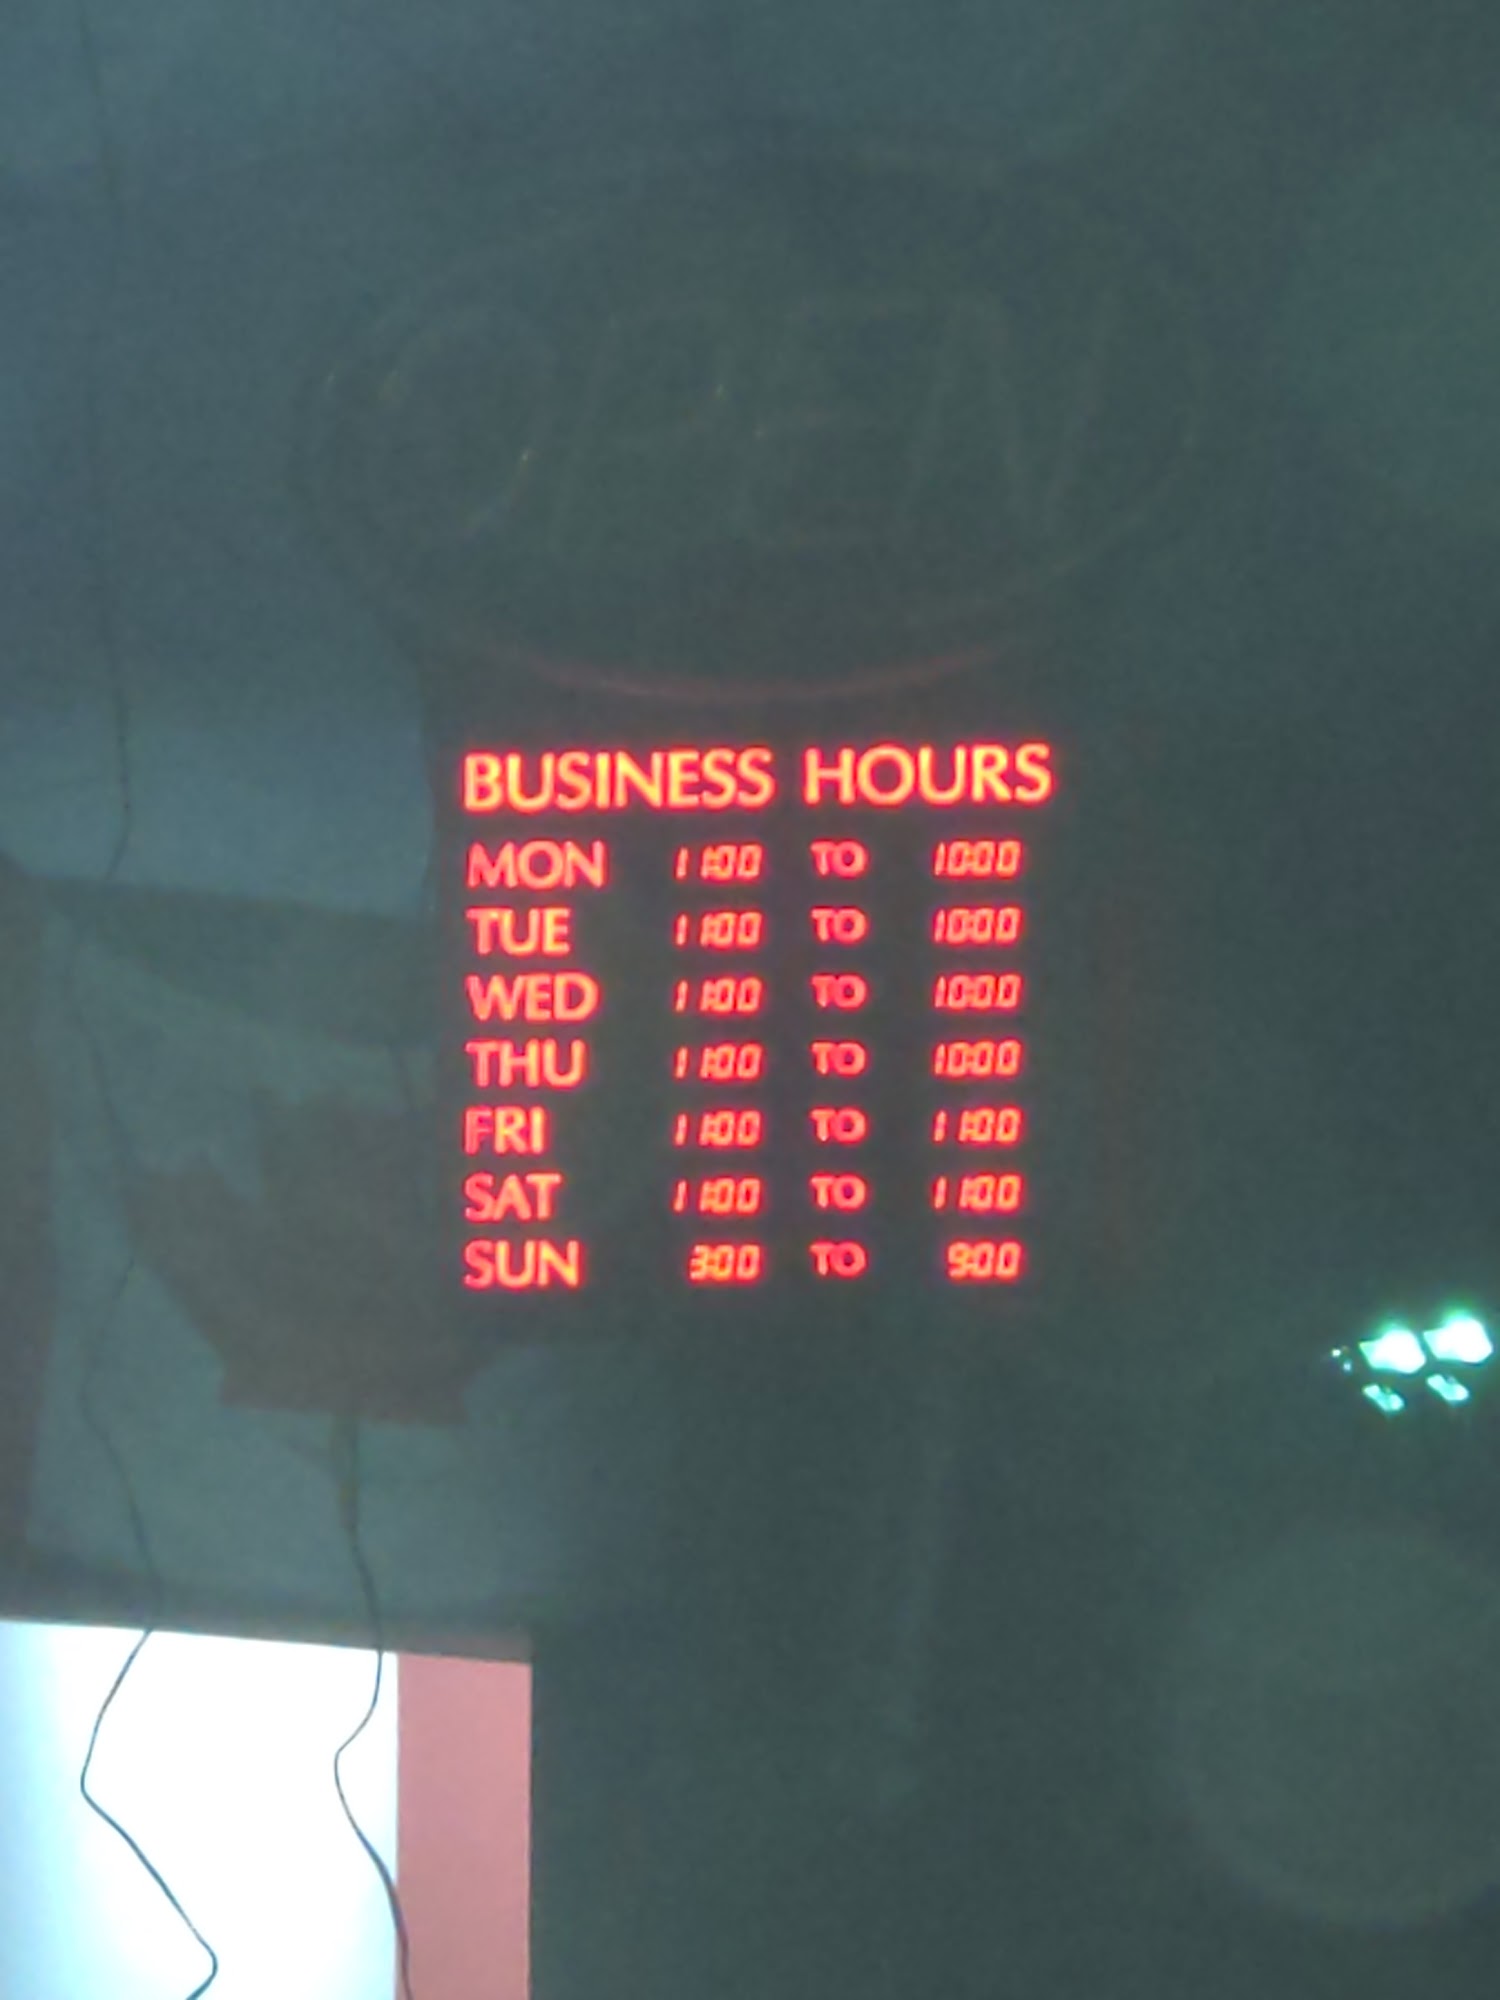 OPEN
BUSINESS HOURS
MON 11:00 TO 10:00
TUE 11:00 TO 10:00
WED 11:00 TO 10:00
THU 11:00 TO 10:00
FRI 11:00 TO 11:00
SAT 11:00 TO 11:00
SUN 3:00 TO 9:00